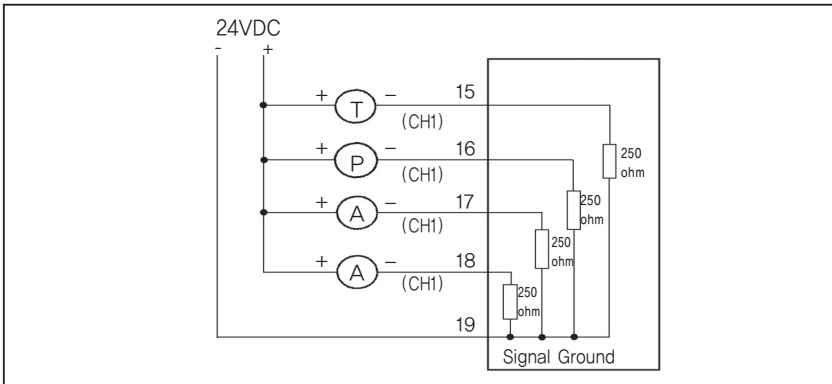 24VDC
- +
+ T - 15
(CH1)
250
ohm
+ P - 16
(CH1)
250
ohm
+ A - 17
(CH1)
250
ohm
+ A - 18
(CH1)
250
ohm
19
Signal Ground